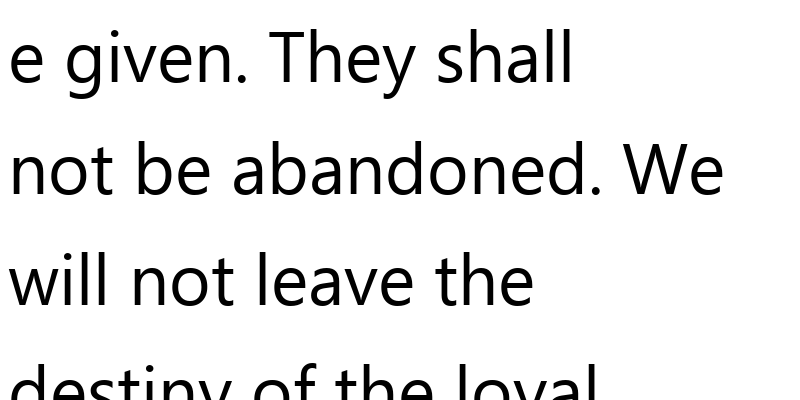 e given. They shall
not be abandoned. We
will not leave the
destiny of the loyal